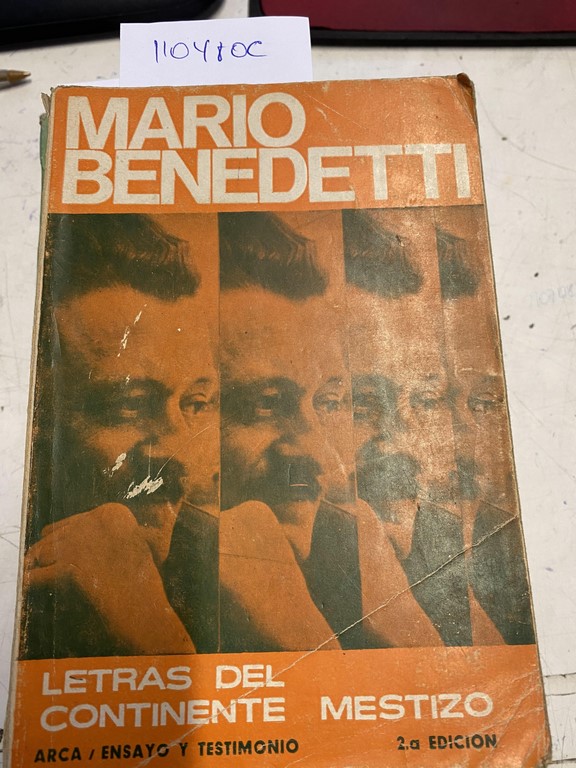 110480C
MARIO
BENEDETTI
LETRAS DEL
CONTINENTE MESTIZO
ARCA / ENSAYO Y TESTIMONIO 2.a EDICION